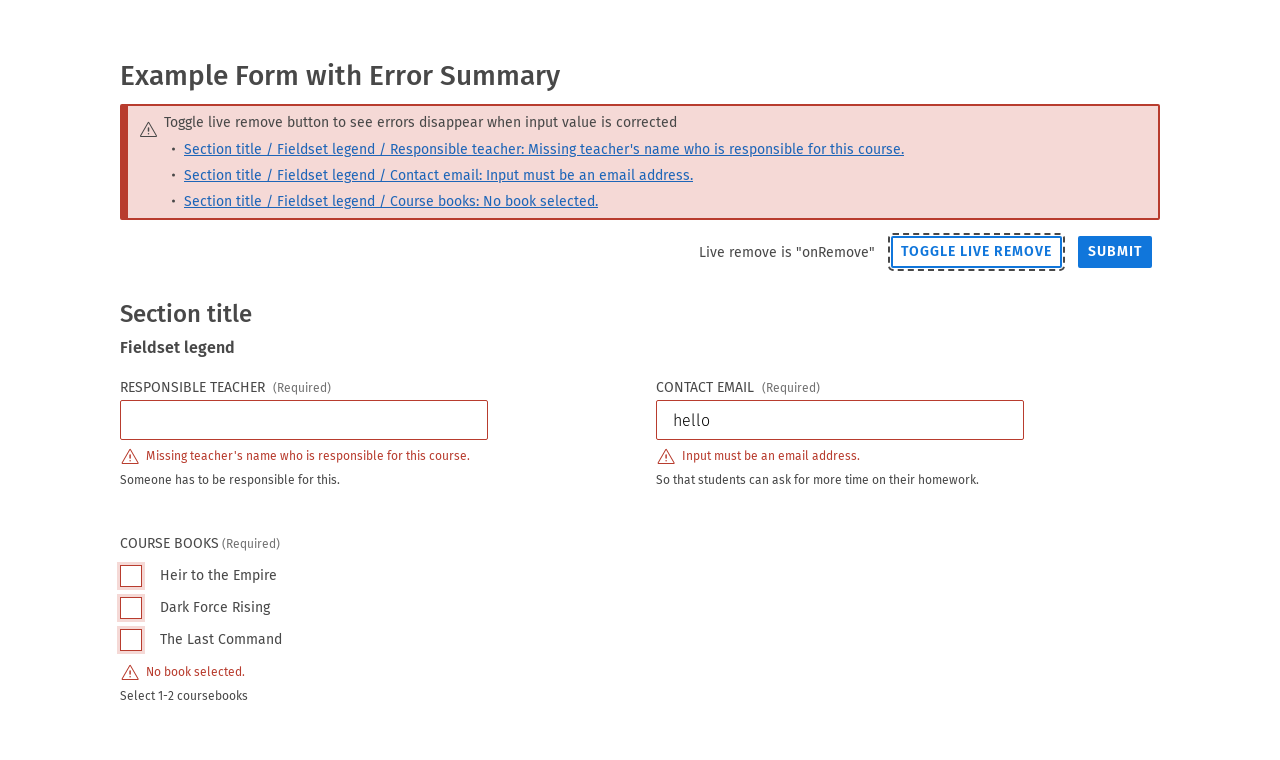 Example Form with Error Summary
Toggle live remove button to see errors disappear when input value is corrected
• Section title / Fieldset legend / Responsible teacher: Missing teacher's name who is responsible for this course.
• Section title / Fieldset legend / Contact email: Input must be an email address.
• Section title / Fieldset legend / Course books: No book selected.
Live remove is "onRemove" TOGGLE LIVE REMOVE SUBMIT
Section title
Fieldset legend
RESPONSIBLE TEACHER (Required)
Missing teacher's name who is responsible for this course.
Someone has to be responsible for this.
CONTACT EMAIL (Required)
hello
Input must be an email address.
So that students can ask for more time on their homework.
COURSE BOOKS (Required)
Heir to the Empire
Dark Force Rising
The Last Command
No book selected.
Select 1-2 coursebooks